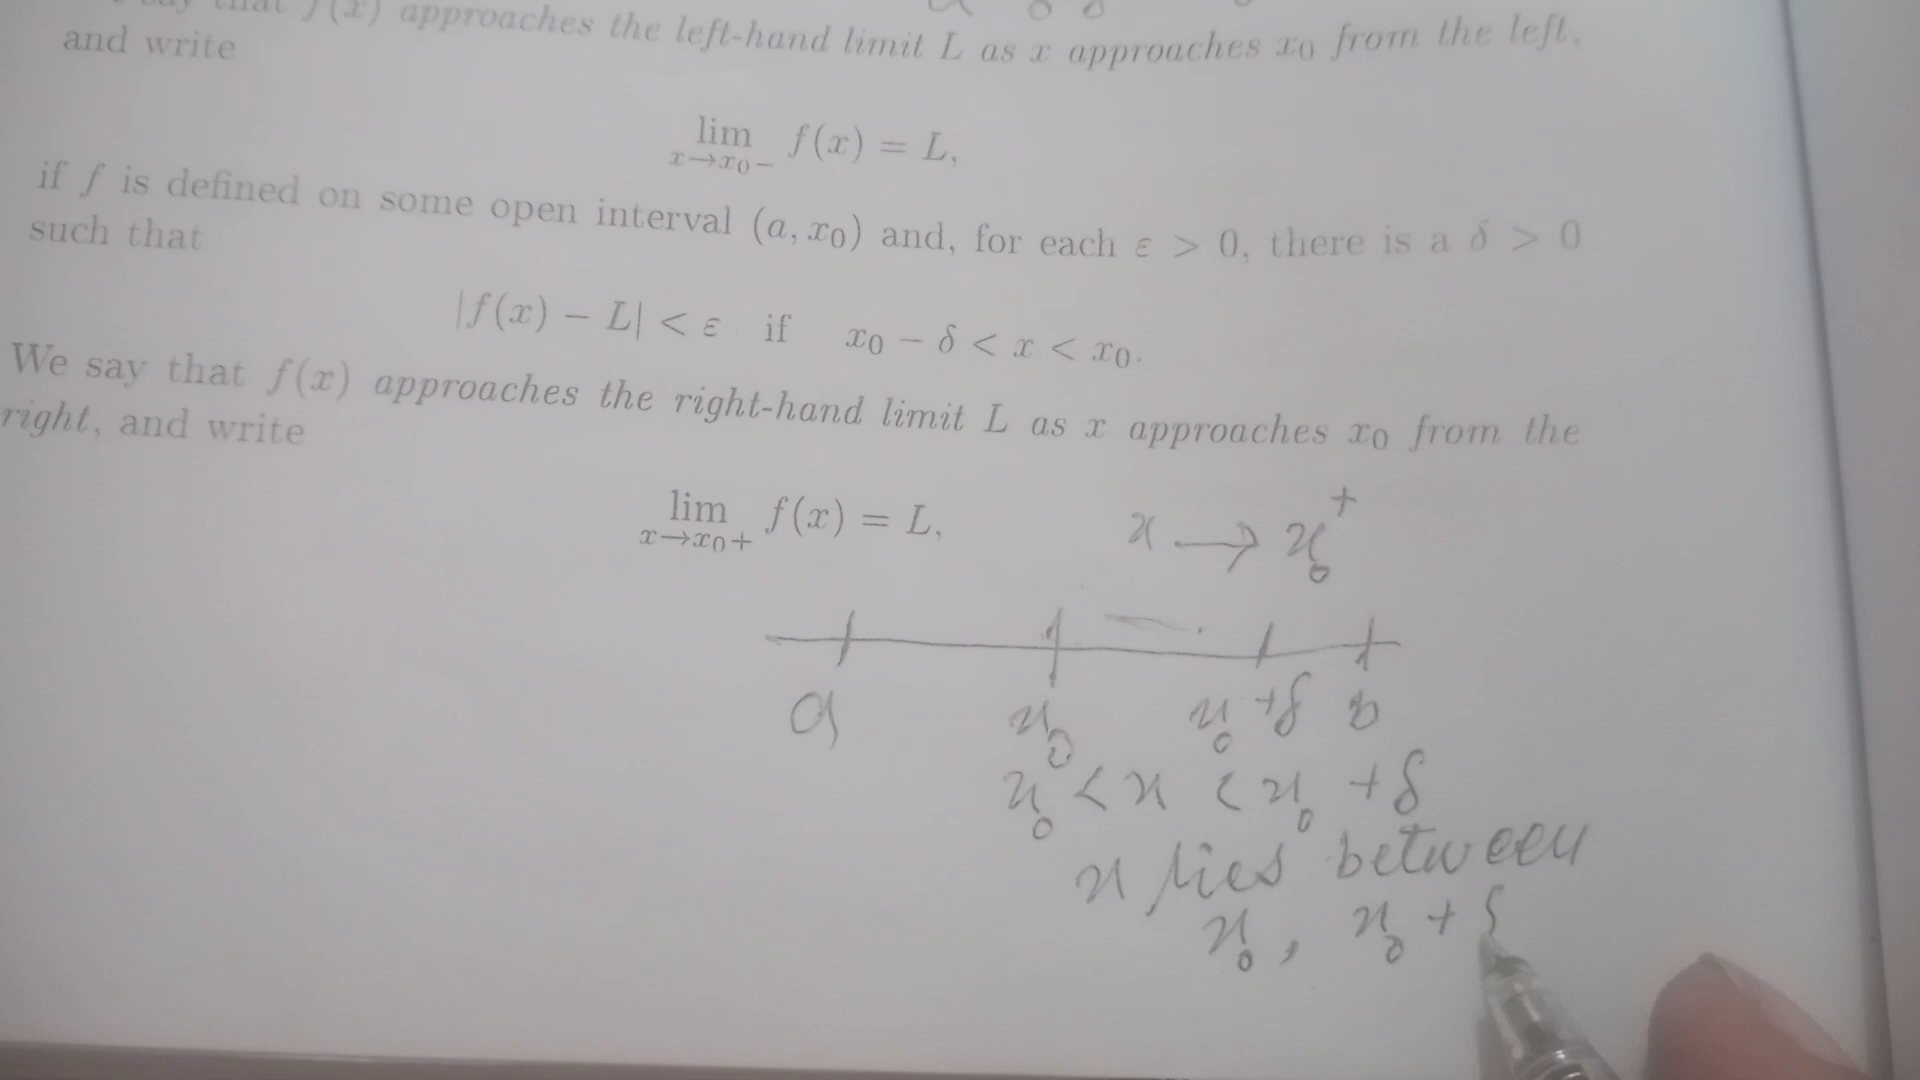 that f(x) approaches the left-hand limit L as x approaches x₀ from the left,
and write
lim f(x) = L,
x→x₀−
if f is defined on some open interval (a, x₀) and, for each ε > 0, there is a δ > 0
such that
|f(x) − L| < ε if x₀ − δ < x < x₀.
We say that f(x) approaches the right-hand limit L as x approaches x₀ from the
right, and write
lim f(x) = L,
x→x₀+
x → x₀⁺
a x₀ x₀+δ b
x₀ < x < x₀ + δ
x lies between
x₀, x₀ + δ